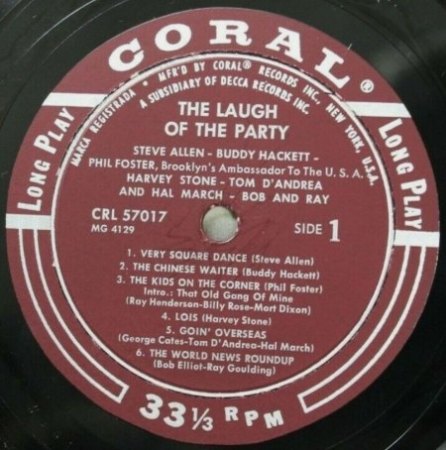 CORAL®
MARCA REGISTRADA • MF'D BY CORAL® RECORDS INC., NEW YORK, U.S.A.
A SUBSIDIARY OF DECCA RECORDS INC.
LONG PLAY
LONG PLAY
THE LAUGH
OF THE PARTY
STEVE ALLEN - BUDDY HACKETT -
PHIL FOSTER, Brooklyn's Ambassador To The U. S. A.
HARVEY STONE - TOM D'ANDREA
AND HAL MARCH - BOB AND RAY
CRL 57017
MG 4129
SIDE 1
1. VERY SQUARE DANCE (Steve Allen)
2. THE CHINESE WAITER (Buddy Hackett)
3. THE KIDS ON THE CORNER (Phil Foster)
Intro.: That Old Gang Of Mine
(Ray Henderson-Billy Rose-Mort Dixon)
4. LOIS (Harvey Stone)
5. GOIN' OVERSEAS
(George Cates-Tom D'Andrea-Hal March)
6. THE WORLD NEWS ROUNDUP
(Bob Elliot-Ray Goulding)
33⅓ RPM